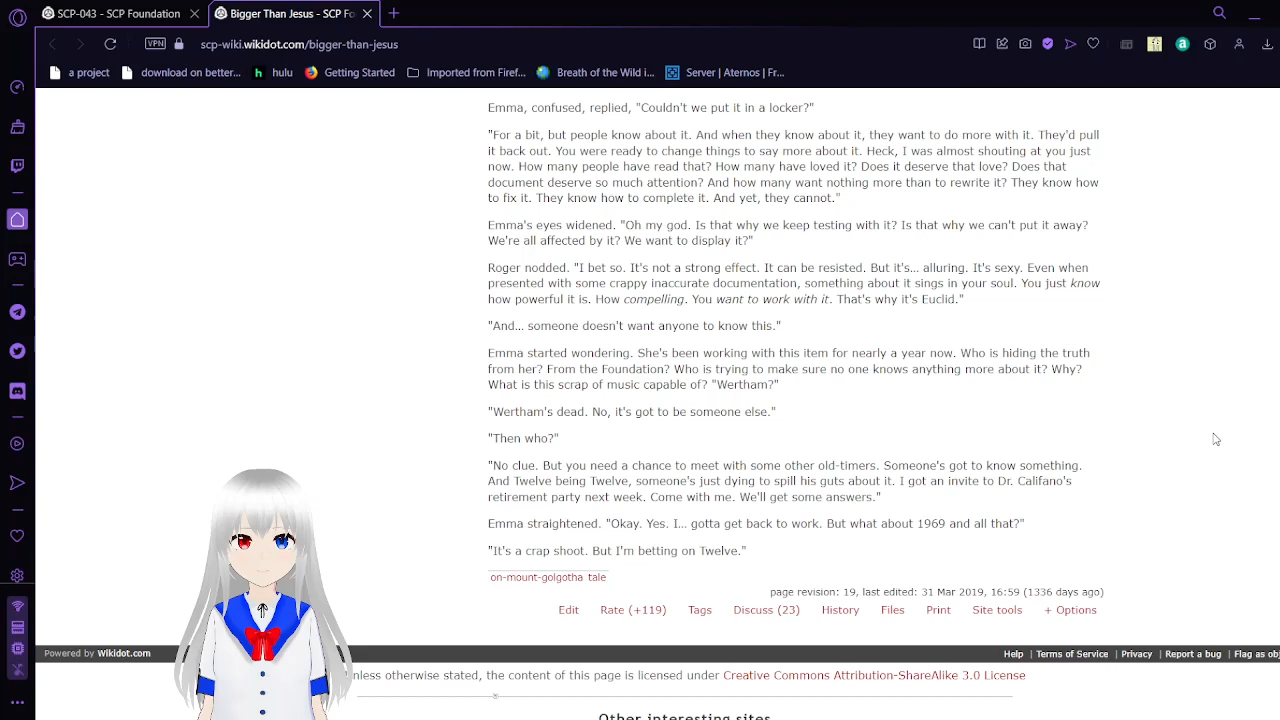 SCP-043 - SCP Foundation
Bigger Than Jesus - SCP Fo
VPN
scp-wiki.wikidot.com/bigger-than-jesus
a project
download on better...
hulu
Getting Started
Imported from Firef...
Breath of the Wild i...
Server | Aternos | Fr...
Emma, confused, replied, "Couldn't we put it in a locker?"
"For a bit, but people know about it. And when they know about it, they want to do more with it. They'd pull
it back out. You were ready to change things to say more about it. Heck, I was almost shouting at you just
now. How many people have read that? How many have loved it? Does it deserve that love? Does that
document deserve so much attention? And how many want nothing more than to rewrite it? They know how
to fix it. They know how to complete it. And yet, they cannot."
Emma's eyes widened. "Oh my god. Is that why we keep testing with it? Is that why we can't put it away?
We're all affected by it? We want to display it?"
Roger nodded. "I bet so. It's not a strong effect. It can be resisted. But it's... alluring. It's sexy. Even when
presented with some crappy inaccurate documentation, something about it sings in your soul. You just know
how powerful it is. How compelling. You want to work with it. That's why it's Euclid."
"And... someone doesn't want anyone to know this."
Emma started wondering. She's been working with this item for nearly a year now. Who is hiding the truth
from her? From the Foundation? Who is trying to make sure no one knows anything more about it? Why?
What is this scrap of music capable of? "Wertham?"
"Wertham's dead. No, it's got to be someone else."
"Then who?"
"No clue. But you need a chance to meet with some other old-timers. Someone's got to know something.
And Twelve being Twelve, someone's just dying to spill his guts about it. I got an invite to Dr. Califano's
retirement party next week. Come with me. We'll get some answers."
Emma straightened. "Okay. Yes. I... gotta get back to work. But what about 1969 and all that?"
"It's a crap shoot. But I'm betting on Twelve."
on-mount-golgotha tale
page revision: 19, last edited: 31 Mar 2019, 16:59 (1336 days ago)
Edit
Rate (+119)
Tags
Discuss (23)
History
Files
Print
Site tools
+ Options
Powered by Wikidot.com
Help | Terms of Service | Privacy | Report a bug | Flag as obj
nless otherwise stated, the content of this page is licensed under Creative Commons Attribution-ShareAlike 3.0 License
Other interesting sites